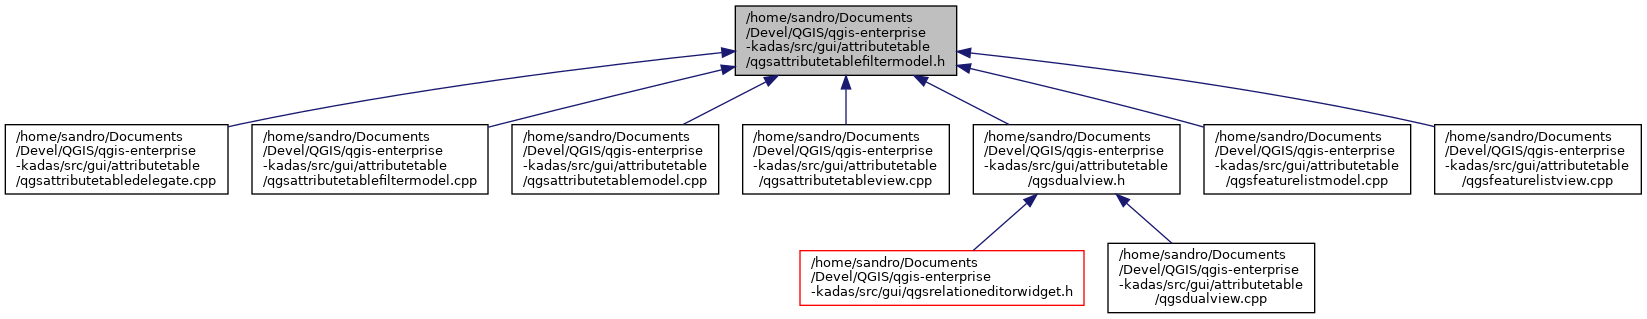 /home/sandro/Documents
/Devel/QGIS/qgis-enterprise
-kadas/src/gui/attributetable
/qgsattributetablefiltermodel.h
/home/sandro/Documents
/Devel/QGIS/qgis-enterprise
-kadas/src/gui/attributetable
/qgsattributetabledelegate.cpp
/home/sandro/Documents
/Devel/QGIS/qgis-enterprise
-kadas/src/gui/attributetable
/qgsattributetablefiltermodel.cpp
/home/sandro/Documents
/Devel/QGIS/qgis-enterprise
-kadas/src/gui/attributetable
/qgsattributetablemodel.cpp
/home/sandro/Documents
/Devel/QGIS/qgis-enterprise
-kadas/src/gui/attributetable
/qgsattributetableview.cpp
/home/sandro/Documents
/Devel/QGIS/qgis-enterprise
-kadas/src/gui/attributetable
/qgsdualview.h
/home/sandro/Documents
/Devel/QGIS/qgis-enterprise
-kadas/src/gui/attributetable
/qgsfeaturelistmodel.cpp
/home/sandro/Documents
/Devel/QGIS/qgis-enterprise
-kadas/src/gui/attributetable
/qgsfeaturelistview.cpp
/home/sandro/Documents
/Devel/QGIS/qgis-enterprise
-kadas/src/gui/qgsrelationeditorwidget.h
/home/sandro/Documents
/Devel/QGIS/qgis-enterprise
-kadas/src/gui/attributetable
/qgsdualview.cpp